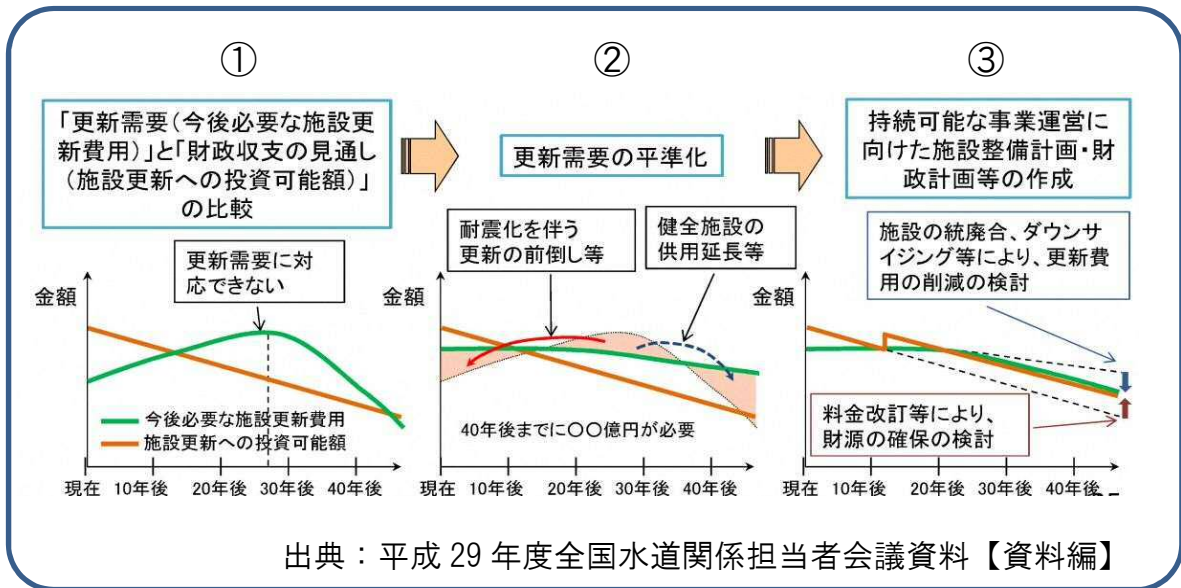 ①
「更新需要(今後必要な施設更
新費用)」と「財政収支の見通し
(施設更新への投資可能額)」
の比較
更新需要に対
応できない
金額
今後必要な施設更新費用
施設更新への投資可能額
現在 10年後 20年後 30年後 40年後
②
更新需要の平準化
耐震化を伴う
更新の前倒し等
健全施設の
供用延長等
金額
40年後までに〇〇億円が必要
現在 10年後 20年後 30年後 40年後
③
持続可能な事業運営に
向けた施設整備計画・財
政計画等の作成
施設の統廃合、ダウン
サイジング等により、更新費
用の削減の検討
金額
料金改訂等により、
財源の確保の検討
現在 10年後 20年後 30年後 40年後
出典:平成 29 年度全国水道関係担当者会議資料【資料編】